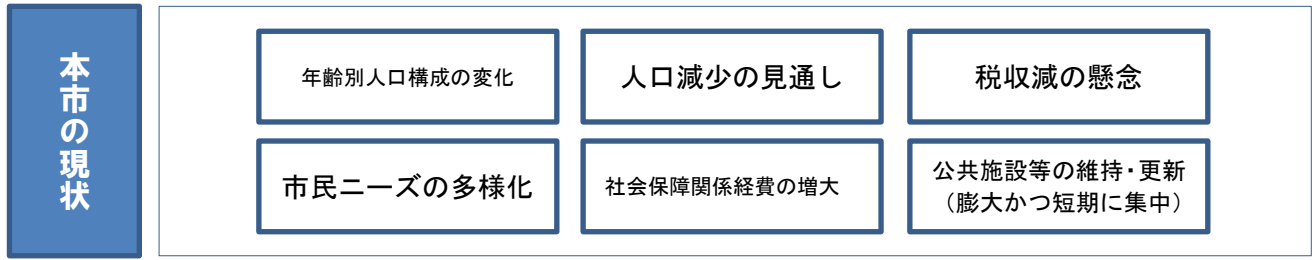 本市の現状
年齢別人口構成の変化
人口減少の見通し
税収減の懸念
市民ニーズの多様化
社会保障関係経費の増大
公共施設等の維持・更新
（膨大かつ短期に集中）